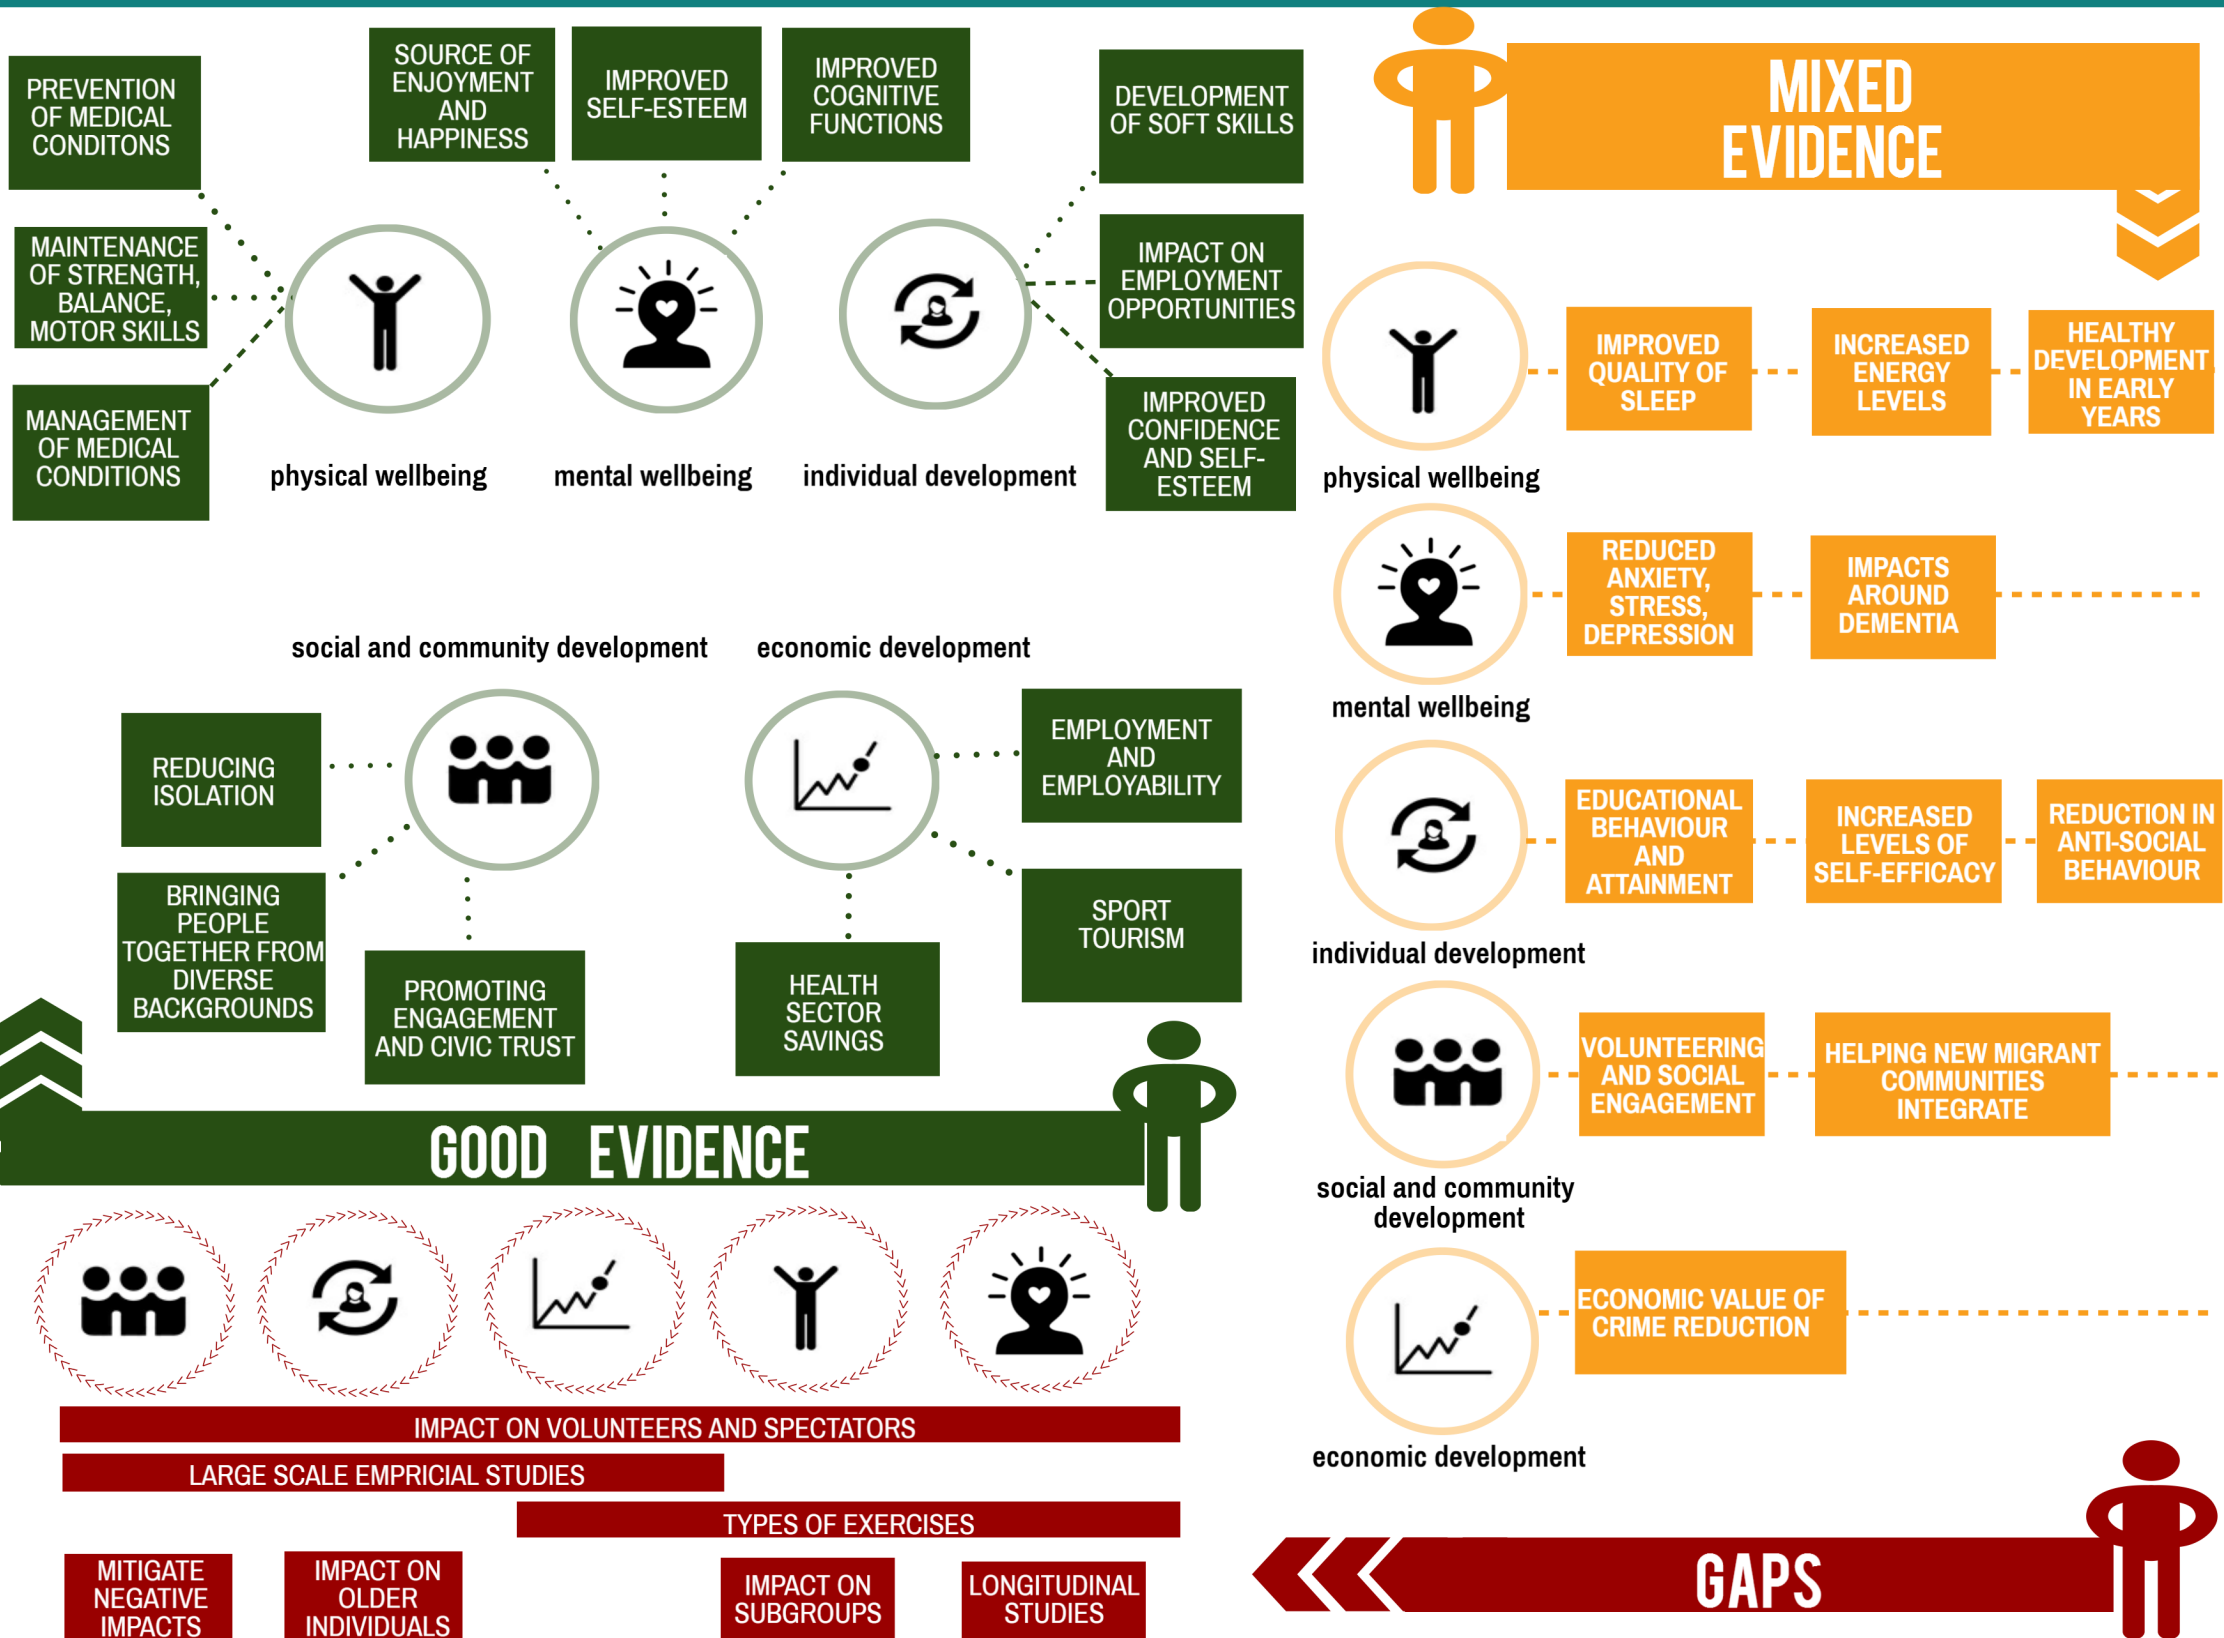 PREVENTION
OF MEDICAL
CONDITONS
MAINTENANCE
OF STRENGTH,
BALANCE,
MOTOR SKILLS
MANAGEMENT
OF MEDICAL
CONDITIONS
physical wellbeing
SOURCE OF
ENJOYMENT
AND
HAPPINESS
IMPROVED
SELF-ESTEEM
IMPROVED
COGNITIVE
FUNCTIONS
mental wellbeing
DEVELOPMENT
OF SOFT SKILLS
IMPACT ON
EMPLOYMENT
OPPORTUNITIES
IMPROVED
CONFIDENCE
AND SELF-
ESTEEM
individual development
social and community development
REDUCING
ISOLATION
BRINGING
PEOPLE
TOGETHER FROM
DIVERSE
BACKGROUNDS
PROMOTING
ENGAGEMENT
AND CIVIC TRUST
economic development
EMPLOYMENT
AND
EMPLOYABILITY
SPORT
TOURISM
HEALTH
SECTOR
SAVINGS
GOOD EVIDENCE
MIXED
EVIDENCE
IMPROVED
QUALITY OF
SLEEP
INCREASED
ENERGY
LEVELS
HEALTHY
DEVELOPMENT
IN EARLY
YEARS
physical wellbeing
REDUCED
ANXIETY,
STRESS,
DEPRESSION
IMPACTS
AROUND
DEMENTIA
mental wellbeing
EDUCATIONAL
BEHAVIOUR
AND
ATTAINMENT
INCREASED
LEVELS OF
SELF-EFFICACY
REDUCTION IN
ANTI-SOCIAL
BEHAVIOUR
individual development
VOLUNTEERING
AND SOCIAL
ENGAGEMENT
HELPING NEW MIGRANT
COMMUNITIES
INTEGRATE
social and community
development
ECONOMIC VALUE OF
CRIME REDUCTION
economic development
IMPACT ON VOLUNTEERS AND SPECTATORS
LARGE SCALE EMPRICIAL STUDIES
TYPES OF EXERCISES
MITIGATE
NEGATIVE
IMPACTS
IMPACT ON
OLDER
INDIVIDUALS
IMPACT ON
SUBGROUPS
LONGITUDINAL
STUDIES
GAPS